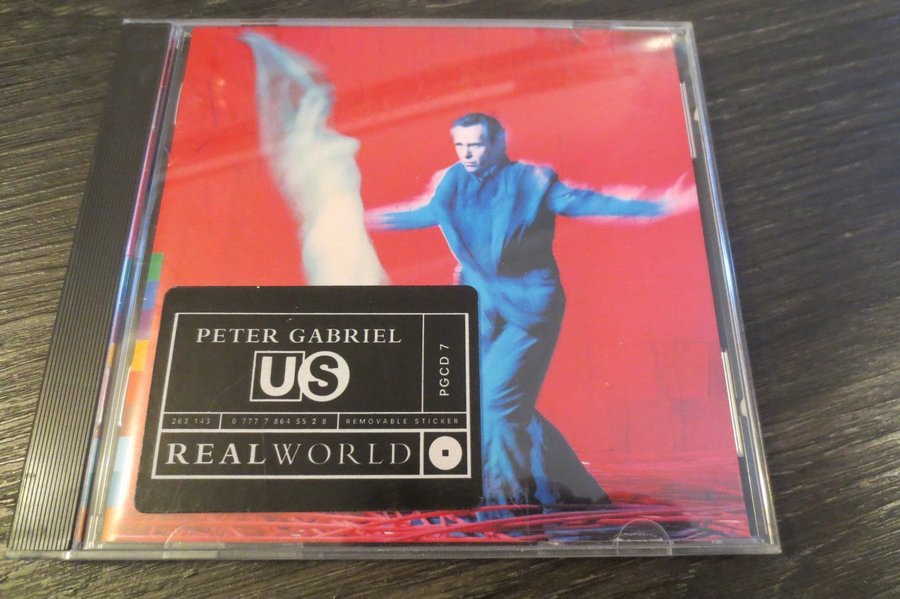 PETER GABRIEL
US
PGCD 7
263 143
0 777 7 864 55 2 8
REMOVABLE STICKER
REALWORLD